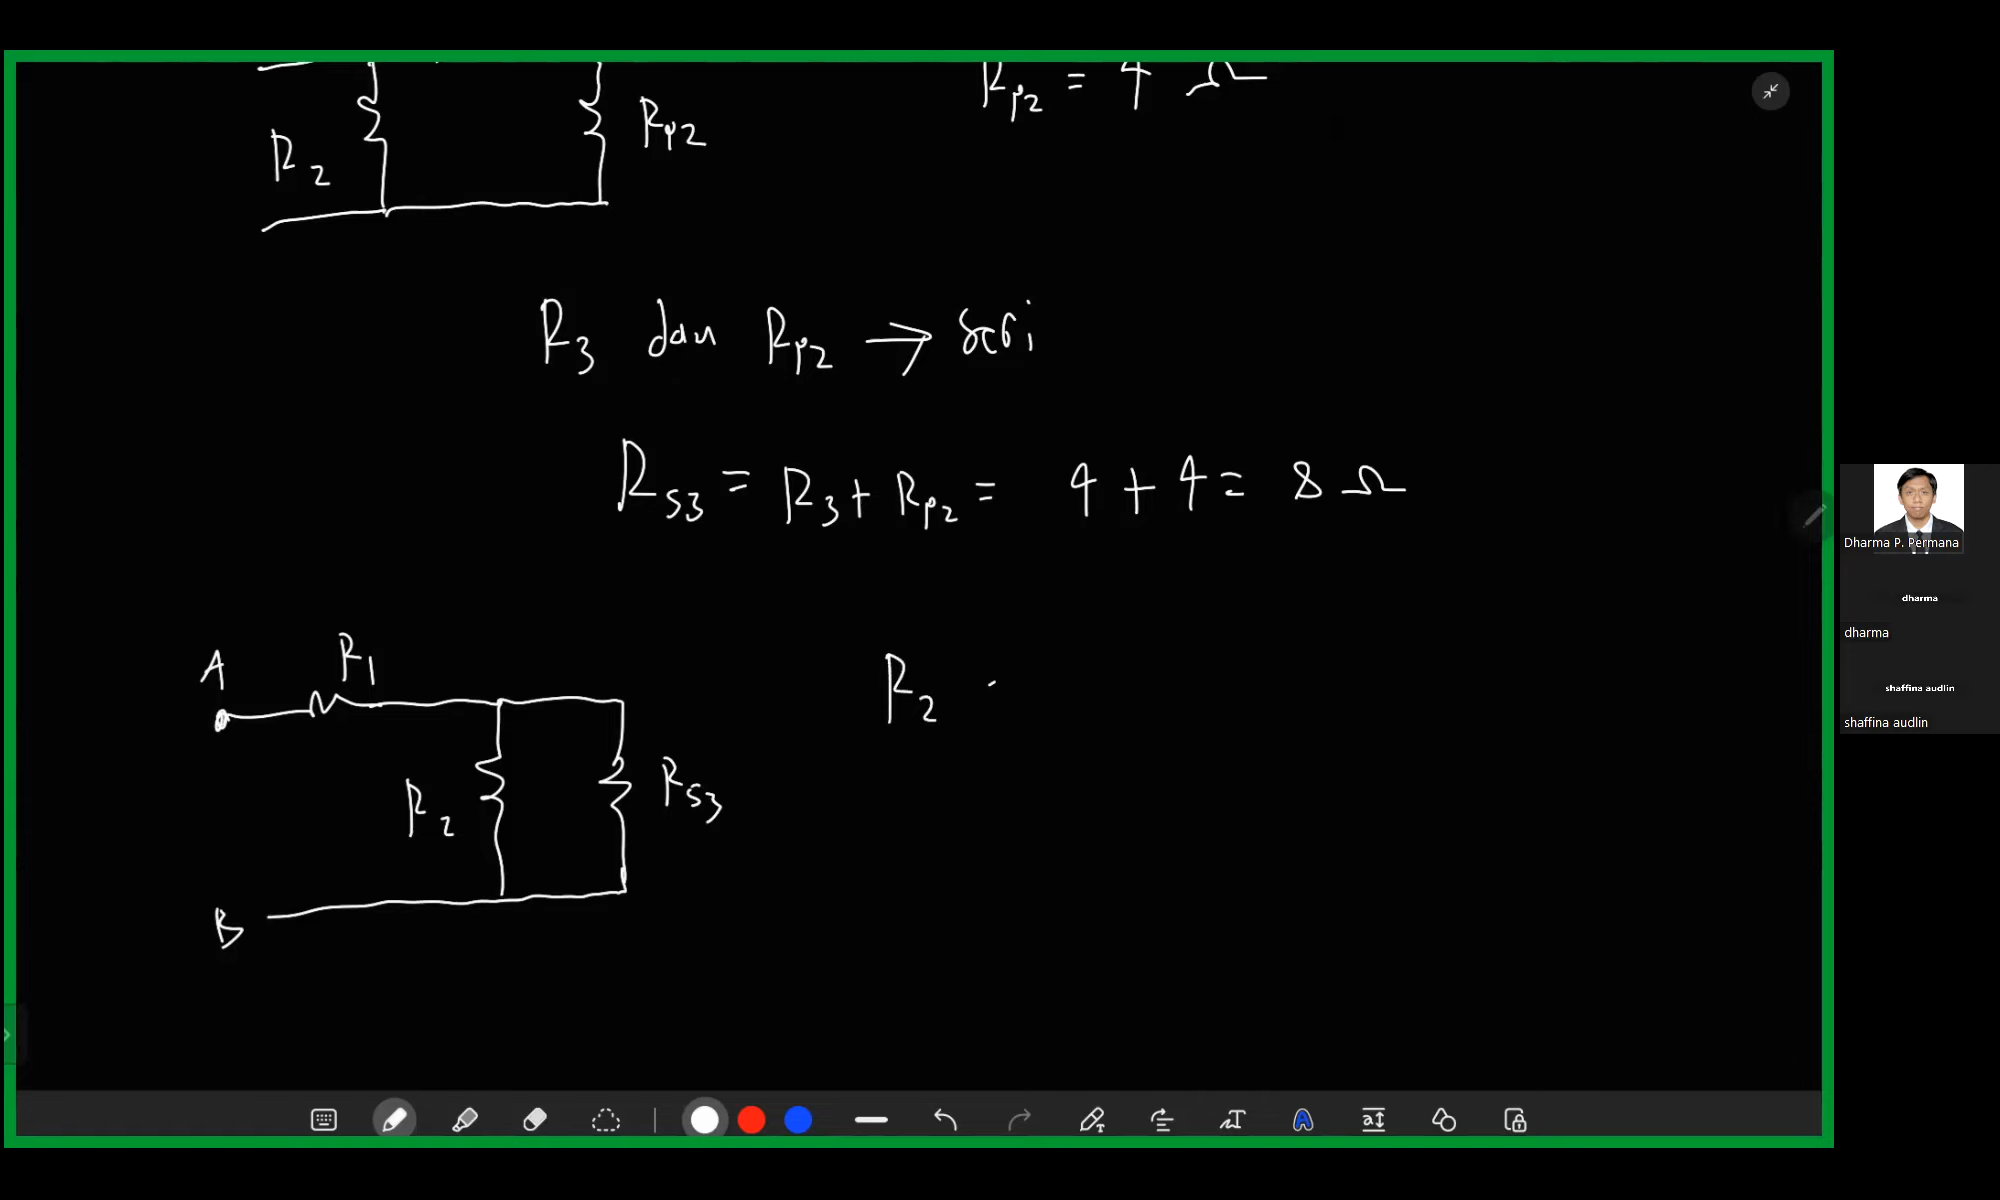 R2
Rp2
Rp2 = 4 Ω
R3 dan Rp2 → seri
Rs3 = R3 + Rp2 = 4 + 4 = 8 Ω
A
R1
R2
Rs3
B
R2
Dharma P. Permana
dharma
dharma
shaffina audlin
shaffina audlin